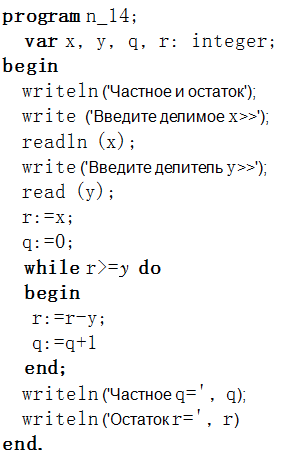 program n_14;
var x, y, q, r: integer;
begin
writeln('Частное и остаток');
write ('Введите делимое x>>');
readln (x);
write('Введите делитель y>>');
read (y);
r:=x;
q:=0;
while r>=y do
begin
r:=r-y;
q:=q+1
end;
writeln('Частное q=', q);
writeln('Остаток r=', r)
end.